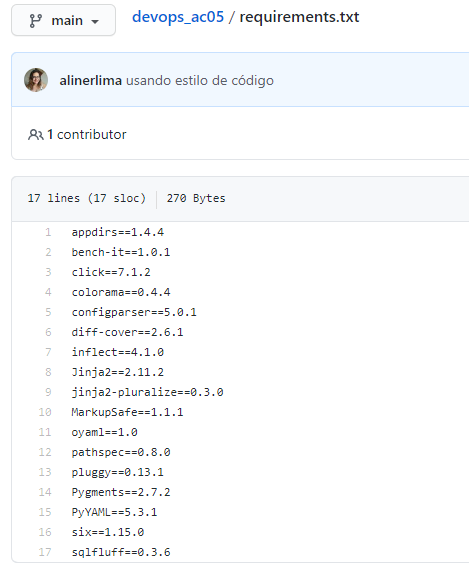 main
devops_ac05 / requirements.txt
alinerlima usando estilo de código
1 contributor
17 lines (17 sloc) 270 Bytes
1 appdirs==1.4.4
2 bench-it==1.0.1
3 click==7.1.2
4 colorama==0.4.4
5 configparser==5.0.1
6 diff-cover==2.6.1
7 inflect==4.1.0
8 Jinja2==2.11.2
9 jinja2-pluralize==0.3.0
10 MarkupSafe==1.1.1
11 oyaml==1.0
12 pathspec==0.8.0
13 pluggy==0.13.1
14 Pygments==2.7.2
15 PyYAML==5.3.1
16 six==1.15.0
17 sqlfluff==0.3.6